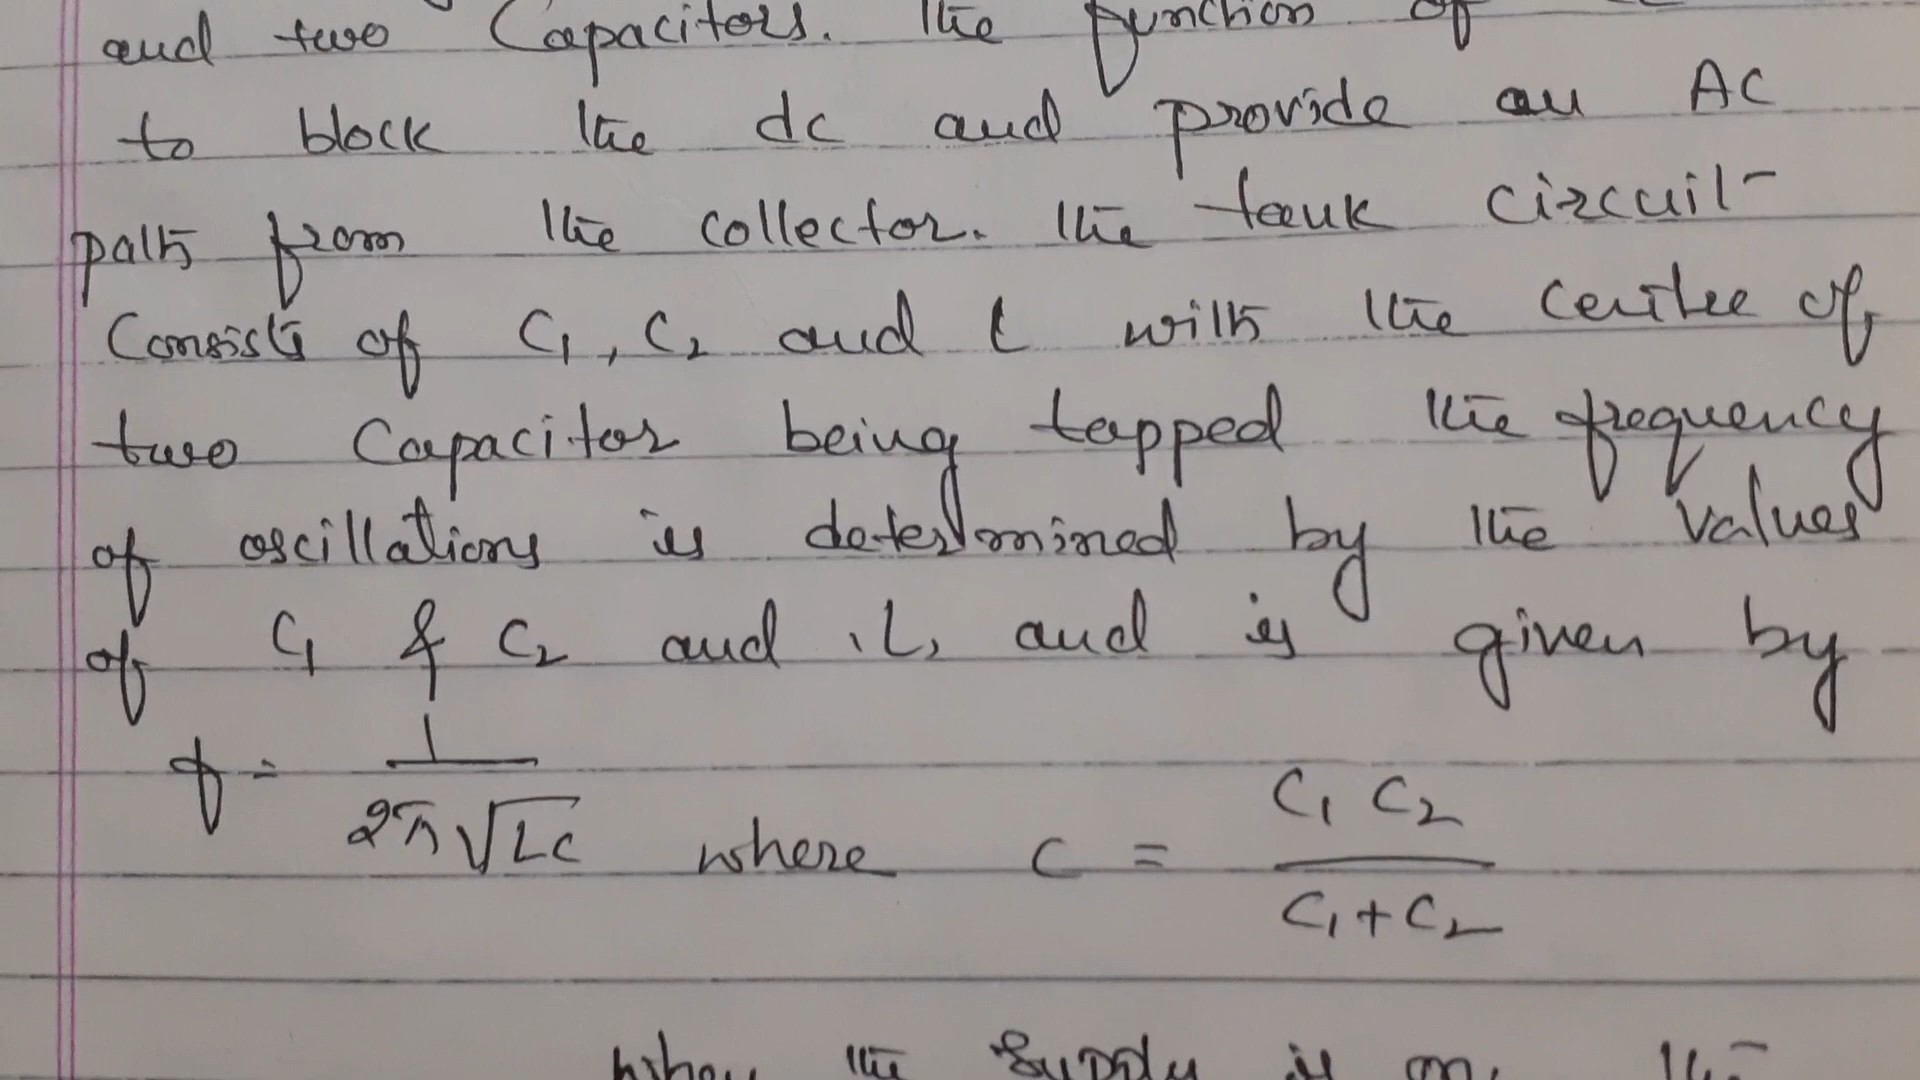 and two Capacitors. The function of
to block the dc and provide an AC
path from the collector. The tank circuit
Consists of C₁, C₂ and L with the Centre of
two Capacitor being tapped the frequency
of oscillations is determined by the values
of C₁ & C₂ and L, and is given by
f = 1 / 2π√LC where C = C₁ C₂ / C₁ + C₂
When the supply is on, the